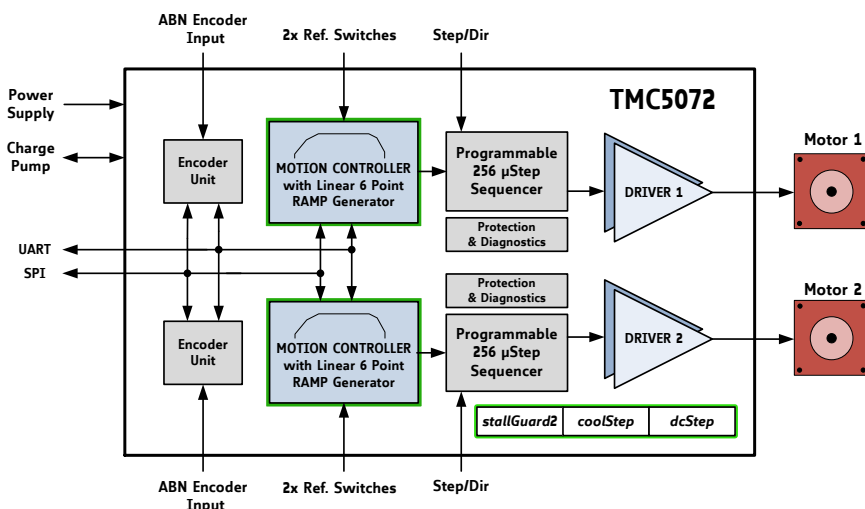 ABN Encoder
Input
2x Ref. Switches
Step/Dir
TMC5072
Power
Supply
Charge
Pump
Encoder
Unit
MOTION CONTROLLER
with Linear 6 Point
RAMP Generator
Programmable
256 µStep
Sequencer
DRIVER 1
Motor 1
Protection
& Diagnostics
UART
SPI
Protection
& Diagnostics
Encoder
Unit
MOTION CONTROLLER
with Linear 6 Point
RAMP Generator
Programmable
256 µStep
Sequencer
DRIVER 2
Motor 2
stallGuard2 coolStep dcStep
ABN Encoder
Input
2x Ref. Switches
Step/Dir